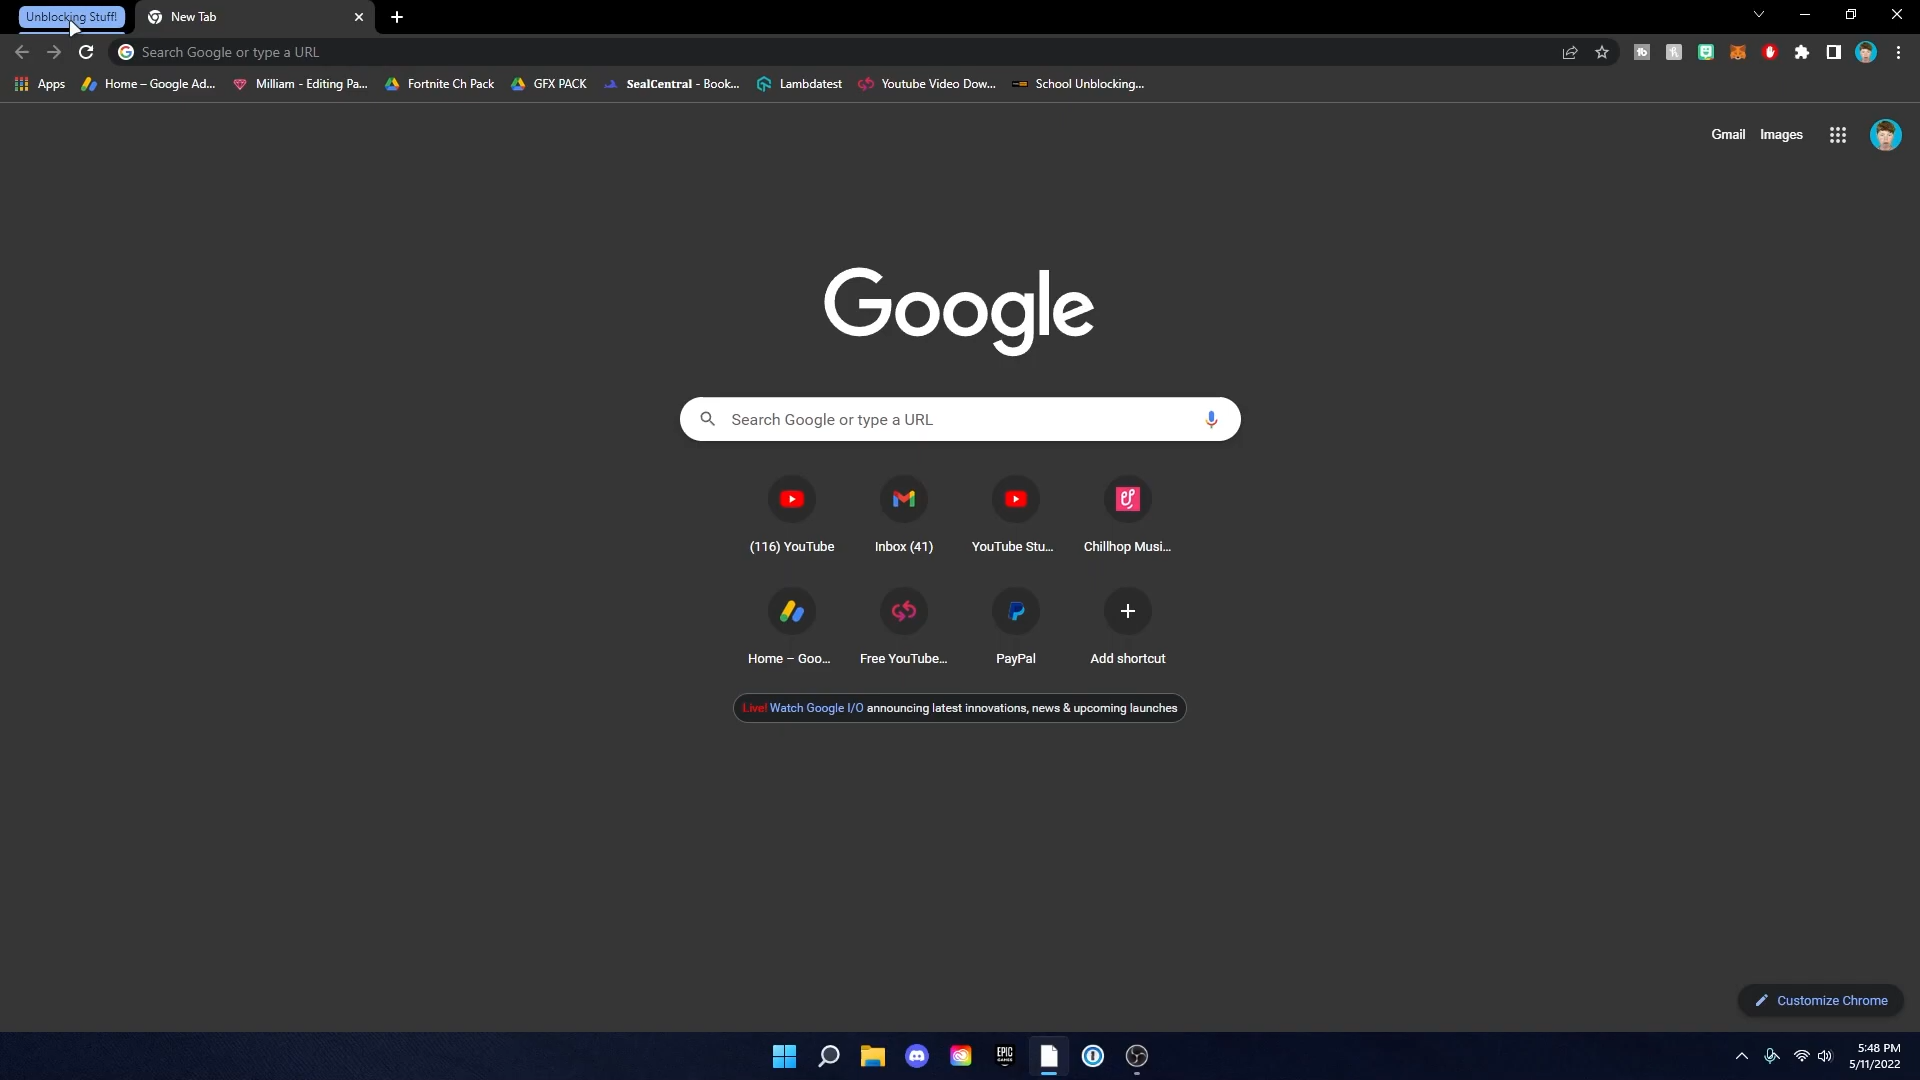 Unblocking Stuff!
New Tab
Search Google or type a URL
Apps
Home – Google Ad...
Milliam - Editing Pa...
Fortnite Ch Pack
GFX PACK
SealCentral - Book...
Lambdatest
Youtube Video Dow...
School Unblocking...
Gmail Images
Google
Search Google or type a URL
(116) YouTube
Inbox (41)
YouTube Stu...
Chillhop Musi...
Home – Goo...
Free YouTube...
PayPal
Add shortcut
Live! Watch Google I/O announcing latest innovations, news & upcoming launches
Customize Chrome
EPIC
GAMES
5:48 PM
5/11/2022